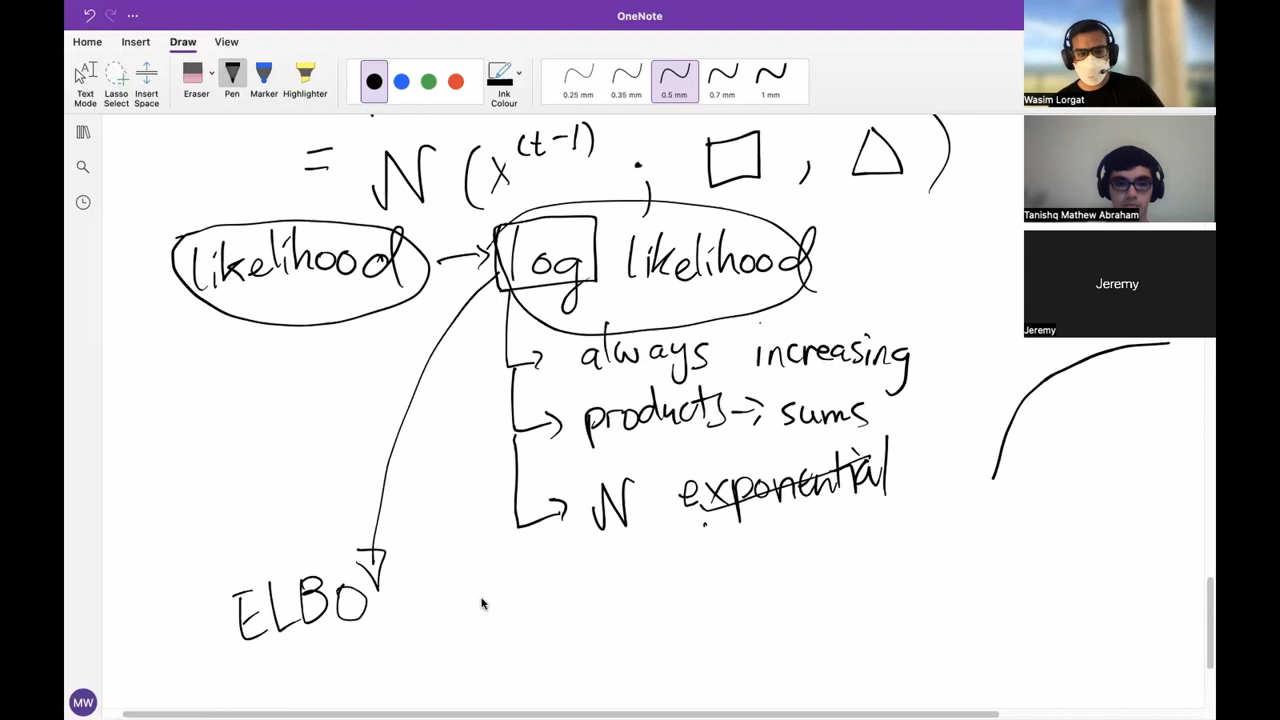 OneNote
Home Insert Draw View
Text Mode
Lasso Select
Insert Space
Eraser
Pen
Marker
Highlighter
Ink Colour
0.25 mm
0.35 mm
0.5 mm
0.7 mm
1 mm
Wasim Lorgat
Tanishq Mathew Abraham
Jeremy
Jeremy
= N (x^(t-1) ; □ , △ )
likelihood → log likelihood
→ always increasing
→ products → sums
→ N exponential
ELBO
MW